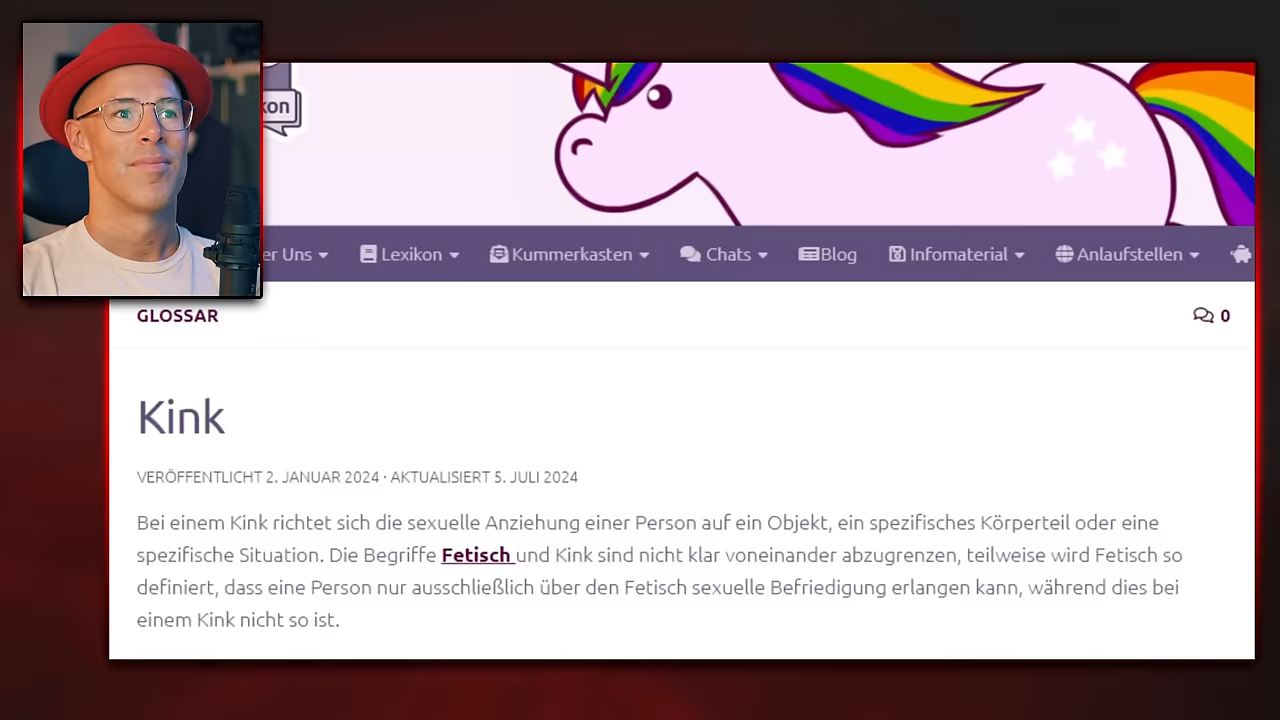 kon
er Uns
Lexikon
Kummerkasten
Chats
Blog
Infomaterial
Anlaufstellen
GLOSSAR
0
Kink
VERÖFFENTLICHT 2. JANUAR 2024 · AKTUALISIERT 5. JULI 2024
Bei einem Kink richtet sich die sexuelle Anziehung einer Person auf ein Objekt, ein spezifisches Körperteil oder eine
spezifische Situation. Die Begriffe Fetisch und Kink sind nicht klar voneinander abzugrenzen, teilweise wird Fetisch so
definiert, dass eine Person nur ausschließlich über den Fetisch sexuelle Befriedigung erlangen kann, während dies bei
einem Kink nicht so ist.